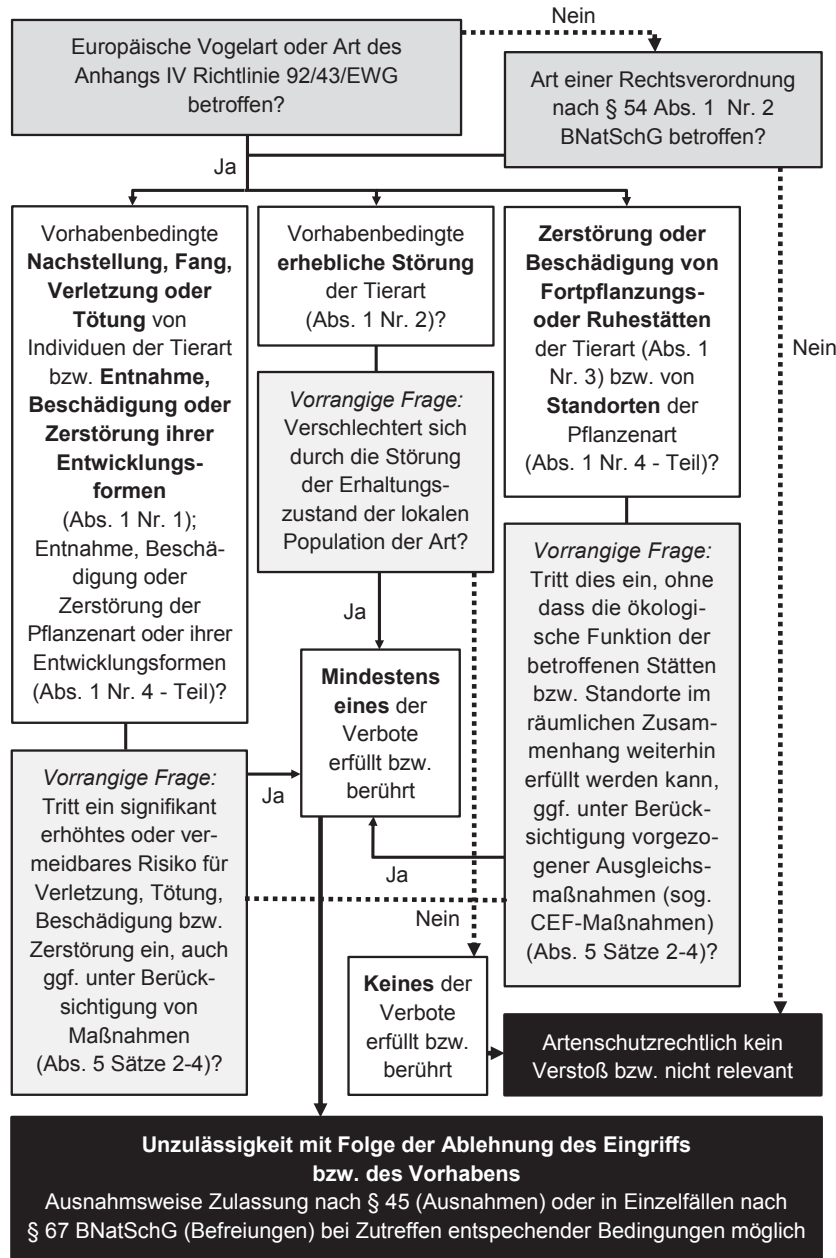 Nein
Europäische Vogelart oder Art des
Anhangs IV Richtlinie 92/43/EWG
betroffen?
Art einer Rechtsverordnung
nach § 54 Abs. 1 Nr. 2
BNatSchG betroffen?
Ja
Vorhabenbedingte
Nachstellung, Fang,
Verletzung oder
Tötung von
Individuen der Tierart
bzw. Entnahme,
Beschädigung oder
Zerstörung ihrer
Entwicklungs-
formen
(Abs. 1 Nr. 1);
Entnahme, Beschä-
digung oder
Zerstörung der
Pflanzenart oder ihrer
Entwicklungsformen
(Abs. 1 Nr. 4 - Teil)?
Vorhabenbedingte
erhebliche Störung
der Tierart
(Abs. 1 Nr. 2)?
Zerstörung oder
Beschädigung von
Fortpflanzungs-
oder Ruhestätten
der Tierart (Abs. 1
Nr. 3) bzw. von
Standorten der
Pflanzenart
(Abs. 1 Nr. 4 - Teil)?
Nein
Vorrangige Frage:
Verschlechtert sich
durch die Störung
der Erhaltungs-
zustand der lokalen
Population der Art?
Vorrangige Frage:
Tritt dies ein, ohne
dass die ökologi-
sche Funktion der
betroffenen Stätten
bzw. Standorte im
räumlichen Zusam-
menhang weiterhin
erfüllt werden kann,
ggf. unter Berück-
sichtigung vorgezo-
gener Ausgleichs-
maßnahmen (sog.
CEF-Maßnahmen)
(Abs. 5 Sätze 2-4)?
Ja
Mindestens
eines der
Verbote
erfüllt bzw.
berührt
Vorrangige Frage:
Tritt ein signifikant
erhöhtes oder ver-
meidbares Risiko für
Verletzung, Tötung,
Beschädigung bzw.
Zerstörung ein, auch
ggf. unter Berück-
sichtigung von
Maßnahmen
(Abs. 5 Sätze 2-4)?
Ja
Ja
Nein
Keines der
Verbote
erfüllt bzw.
berührt
Artenschutzrechtlich kein
Verstoß bzw. nicht relevant
Unzulässigkeit mit Folge der Ablehnung des Eingriffs
bzw. des Vorhabens
Ausnahmsweise Zulassung nach § 45 (Ausnahmen) oder in Einzelfällen nach
§ 67 BNatSchG (Befreiungen) bei Zutreffen entspechender Bedingungen möglich